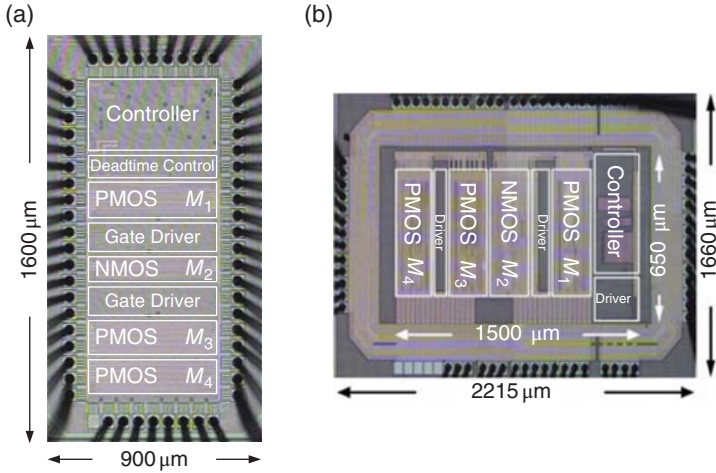 (a)
1600 µm
Controller
Deadtime Control
PMOS M1
Gate Driver
NMOS M2
Gate Driver
PMOS M3
PMOS M4
900 µm
(b)
PMOS M4
Driver
PMOS M3
NMOS M2
Driver
PMOS M1
Controller
Driver
650 µm
1500 µm
1660 µm
2215 µm